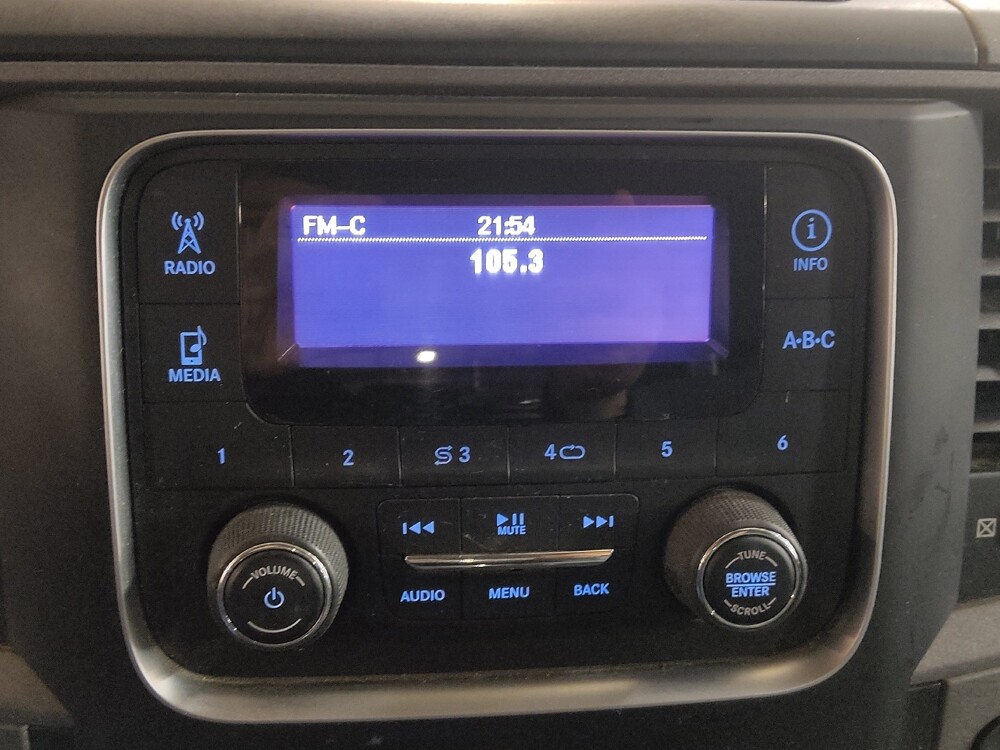 FM-C 21:54
105.3
RADIO
MEDIA
INFO
A·B·C
1 2 3 4 5 6
MUTE
AUDIO MENU BACK
VOLUME
TUNE
BROWSE
ENTER
SCROLL